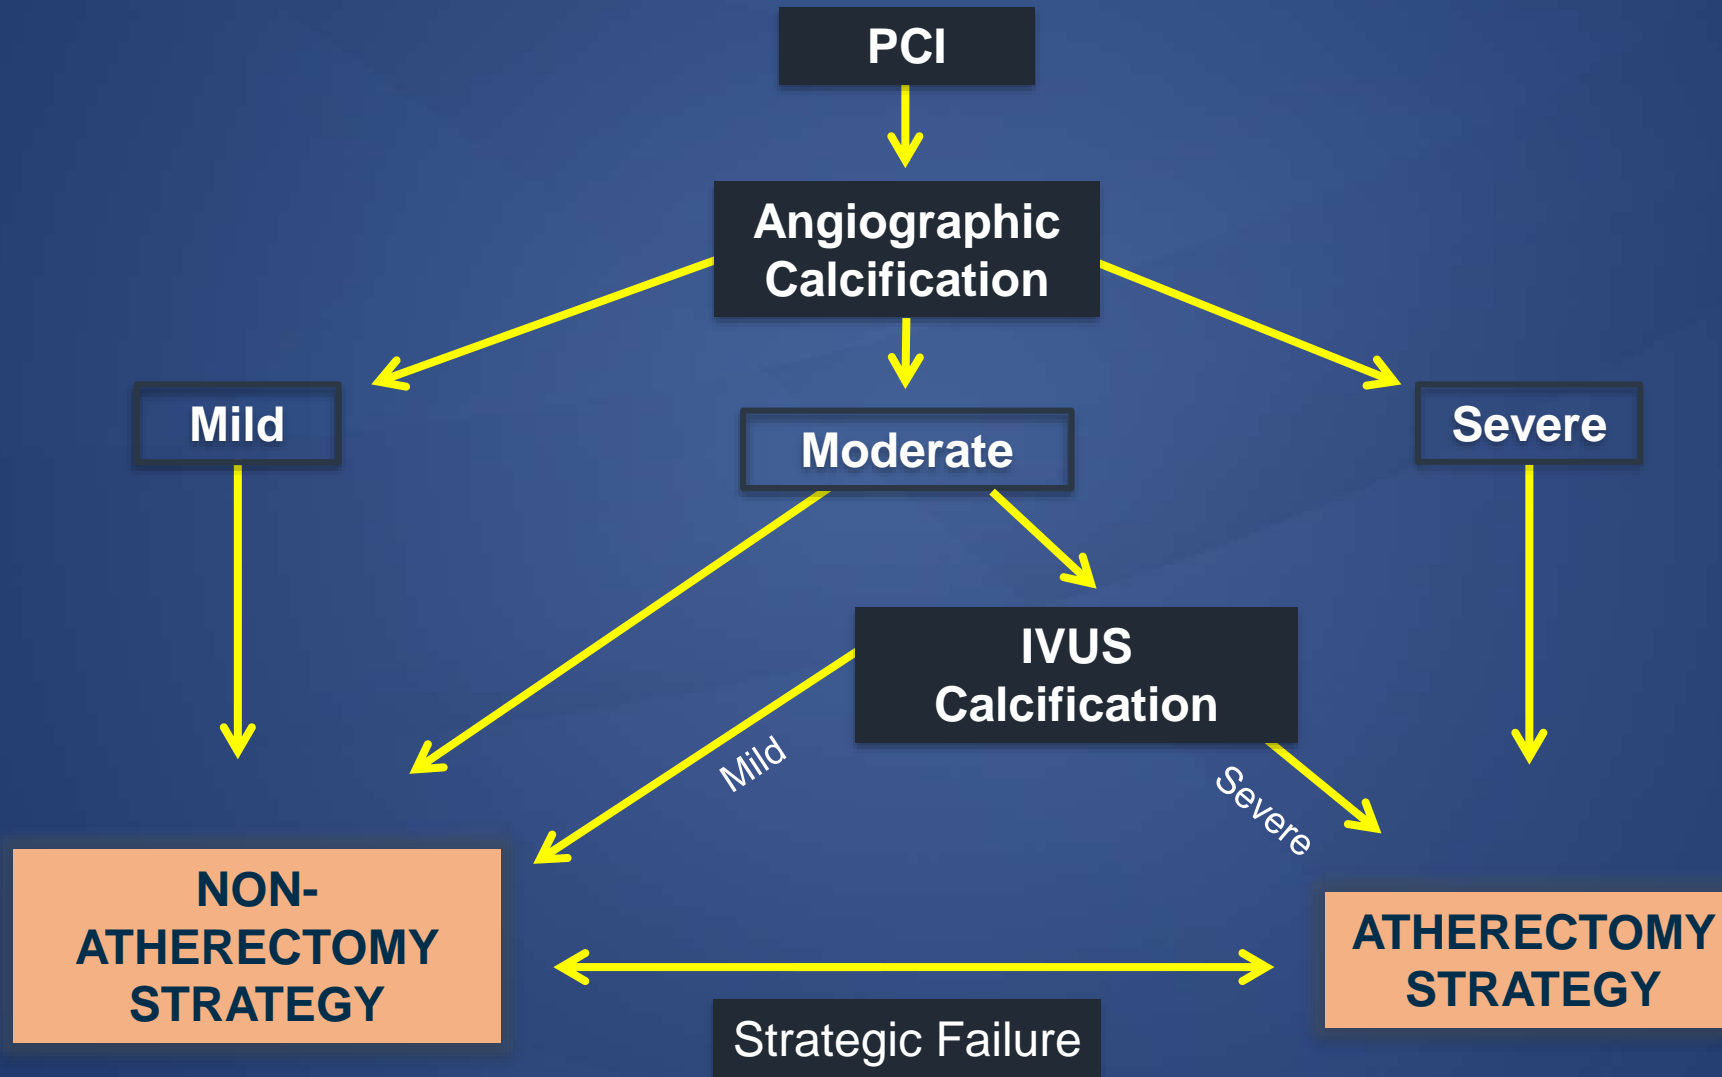 PCI
Angiographic
Calcification
Mild
Moderate
Severe
IVUS
Calcification
Mild
Severe
NON-
ATHERECTOMY
STRATEGY
ATHERECTOMY
STRATEGY
Strategic Failure